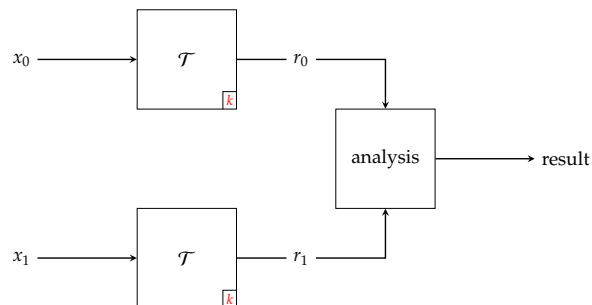 x₀ 𝒯 r₀
k
analysis result
x₁ 𝒯 r₁
k